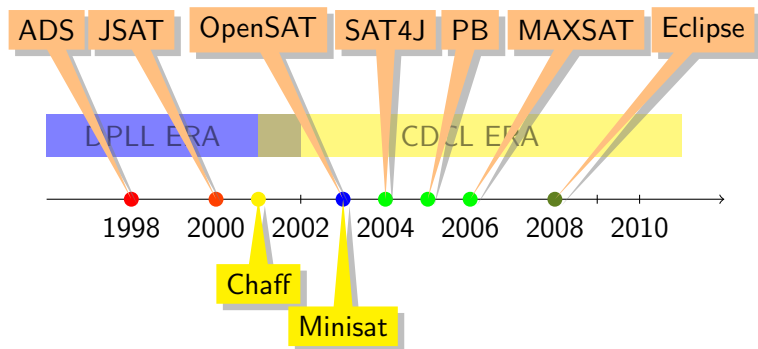 ADS JSAT OpenSAT SAT4J PB MAXSAT Eclipse
DPLL ERA CDCL ERA
1998 2000 2002 2004 2006 2008 2010
Chaff
Minisat